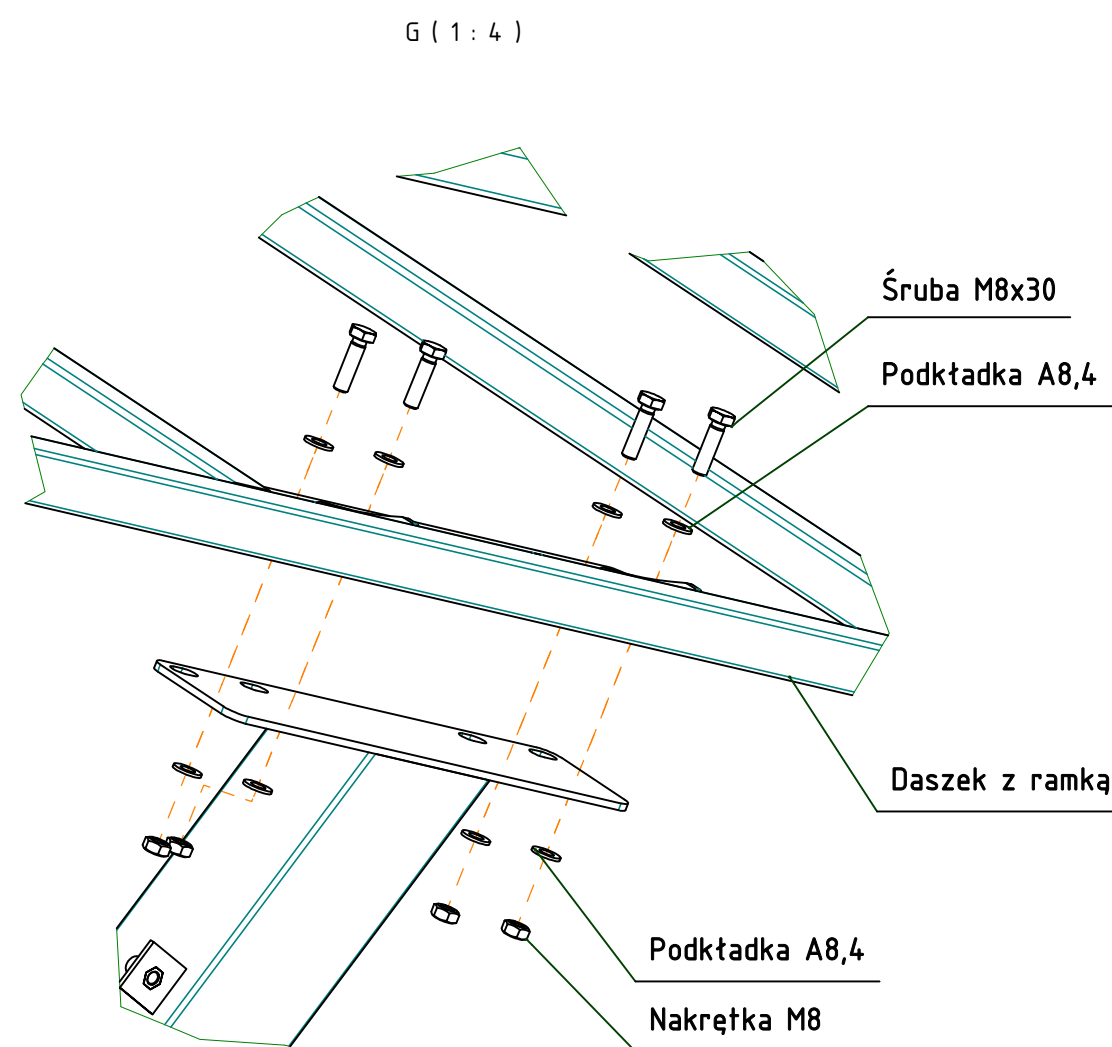 G ( 1 : 4 )
Śruba M8x30
Podkładka A8,4
Daszek z ramką
Podkładka A8,4
Nakrętka M8